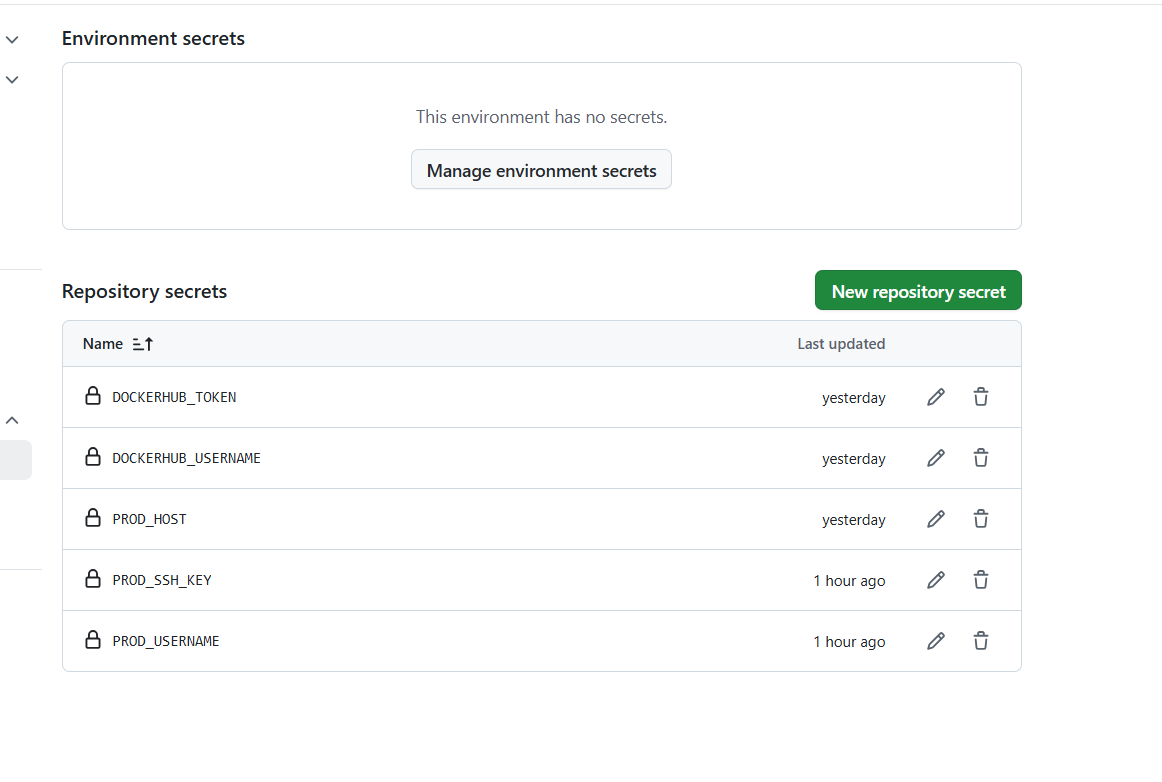 Environment secrets
This environment has no secrets.
Manage environment secrets
Repository secrets
New repository secret
Name Last updated
DOCKERHUB_TOKEN yesterday
DOCKERHUB_USERNAME yesterday
PROD_HOST yesterday
PROD_SSH_KEY 1 hour ago
PROD_USERNAME 1 hour ago